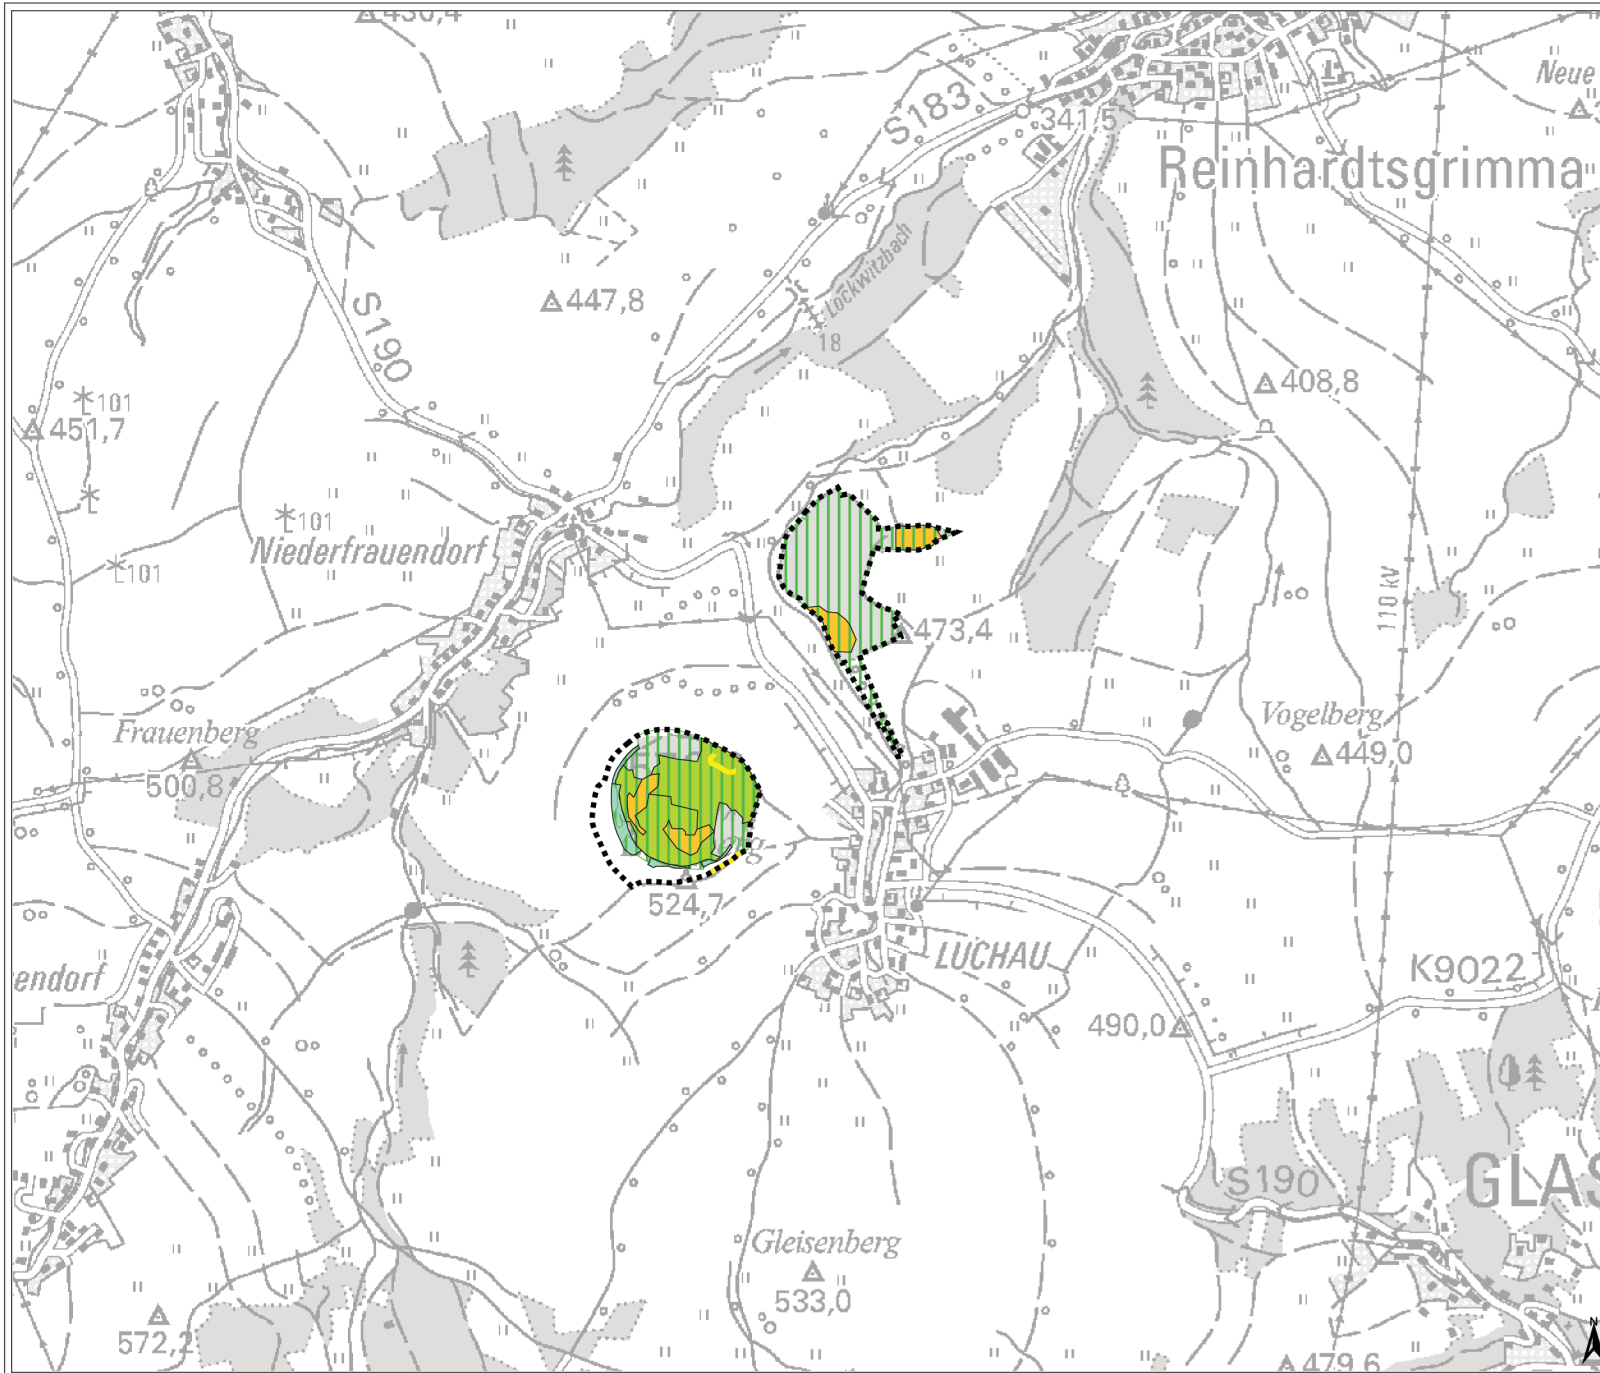 430,4
Neue
S183
341,5
Reinhardtsgrimma
Lockwitzbach
447,8
S190
18
408,8
101
451,7
101
Niederfrauendorf
101
110 kV
473,4
Vogelberg
Frauenberg
449,0
500,8
524,7
LUCHAU
endorf
K9022
490,0
S190
GLAS
Gleisenberg
533,0
572,2
479,6
N